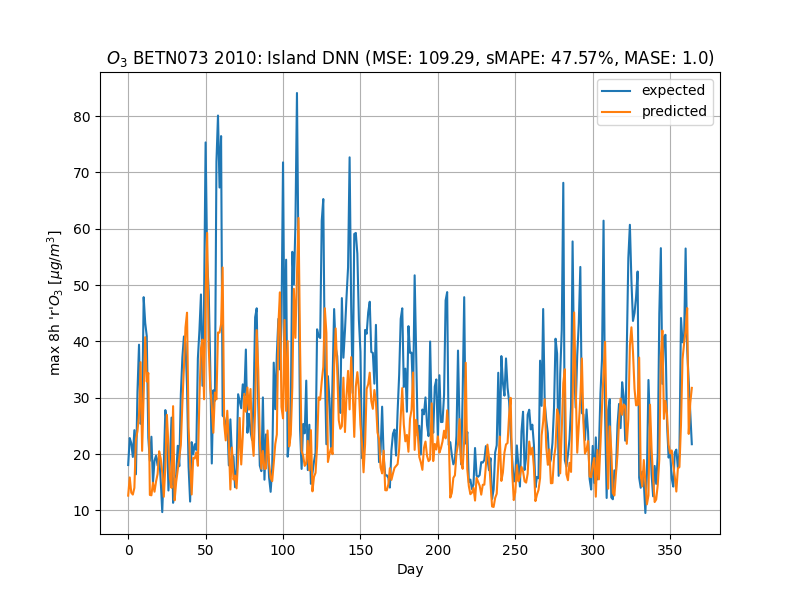 O3 BETN073 2010: Island DNN (MSE: 109.29, sMAPE: 47.57%, MASE: 1.0)
expected
predicted
80
70
60
50
40
30
20
10
max 8h 'r'O3 [μg/m³]
0 50 100 150 200 250 300 350
Day